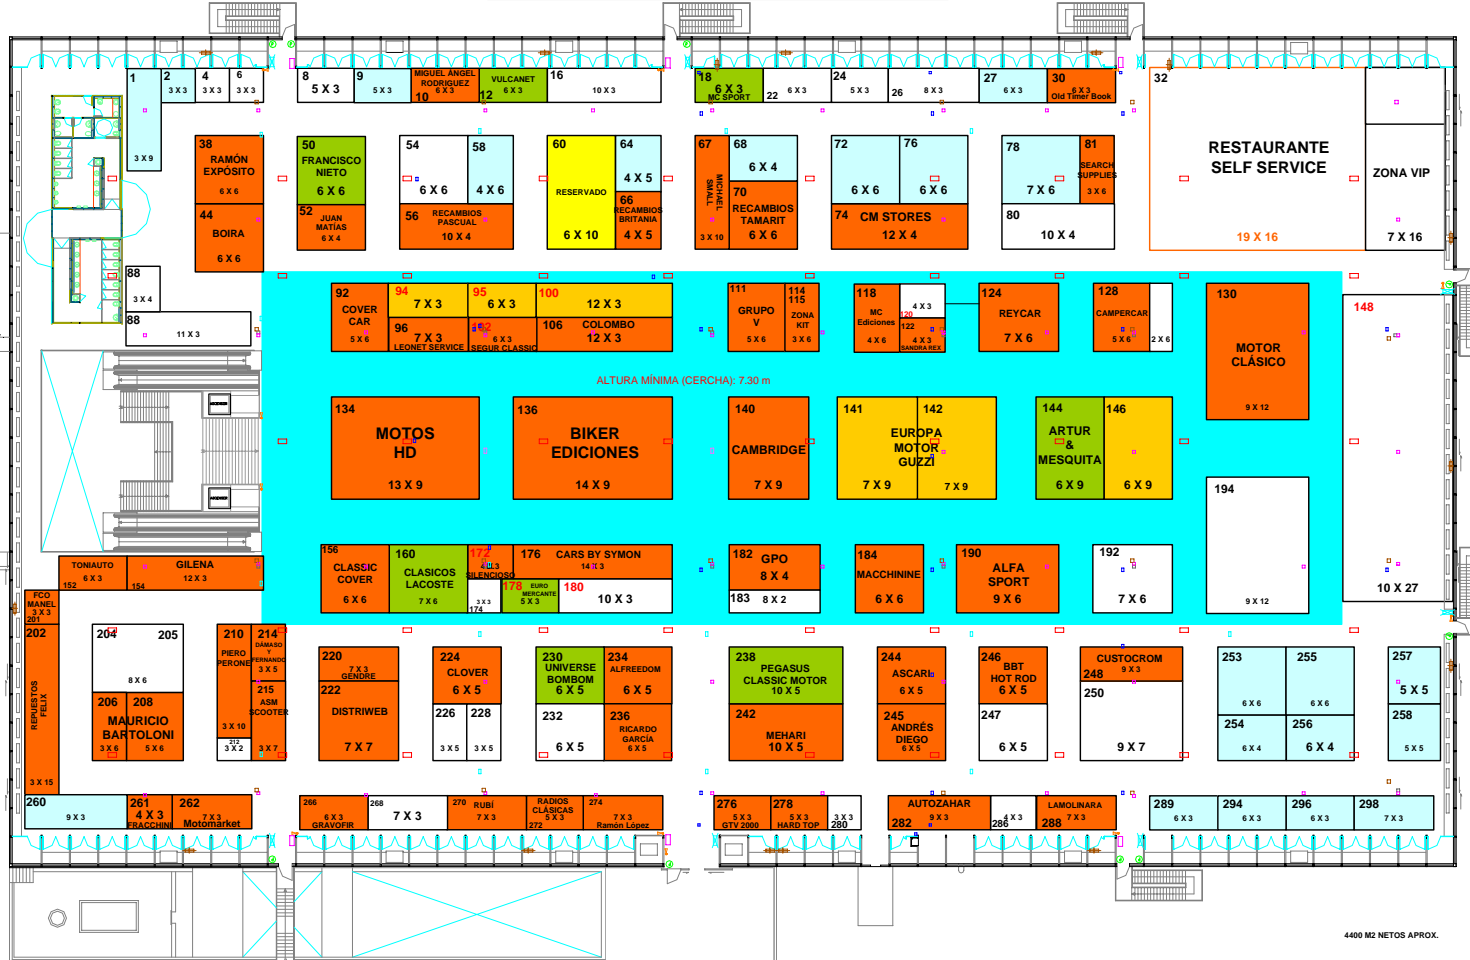 1
3 X 9
2
3 X 3
4
3 X 3
6
3 X 3
8
5 X 3
9
5 X 3
MIGUEL ÁNGEL
RODRIGUEZ
10
6 X 3
VULCANET
12
6 X 3
16
10 X 3
18
6 X 3
MC SPORT
22
6 X 3
24
5 X 3
26
8 X 3
27
6 X 3
30
6 X 3
Old Timer Book
32
RESTAURANTE
SELF SERVICE
19 X 16
ZONA VIP
7 X 16
38
RAMÓN
EXPÓSITO
6 X 6
44
BOIRA
6 X 6
50
FRANCISCO
NIETO
6 X 6
52
JUAN
MATÍAS
6 X 4
54
6 X 6
58
4 X 6
56
RECAMBIOS
PASCUAL
10 X 4
60
RESERVADO
6 X 10
64
4 X 5
66
RECAMBIOS
BRITANIA
4 X 5
67
MICHAEL
SMALL
3 X 10
68
6 X 4
70
RECAMBIOS
TAMARIT
6 X 6
72
6 X 6
76
6 X 6
74
CM STORES
12 X 4
78
7 X 6
81
SEARCH
SUPPLIES
3 X 6
80
10 X 4
88
3 X 4
88
11 X 3
92
COVER
CAR
5 X 6
94
7 X 3
95
6 X 3
100
12 X 3
96
7 X 3
LEONET SERVICE
102
6 X 3
SEGUR CLASSIC
106
COLOMBO
12 X 3
111
GRUPO
V
5 X 6
114
115
ZONA
KIT
3 X 6
118
MC
Ediciones
4 X 6
4 X 3
120
122
4 X 3
SANDRA REX
124
REYCAR
7 X 6
128
CAMPERCAR
5 X 6
2 X 6
130
MOTOR
CLÁSICO
9 X 12
148
10 X 27
ALTURA MÍNIMA (CERCHA): 7.30 m
134
MOTOS
HD
13 X 9
136
BIKER
EDICIONES
14 X 9
140
CAMBRIDGE
7 X 9
141
142
EUROPA
MOTOR
GUZZI
7 X 9
7 X 9
144
ARTUR
&
MESQUITA
6 X 9
146
6 X 9
194
9 X 12
TONIAUTO
6 X 3
152
GILENA
12 X 3
154
156
CLASSIC
COVER
6 X 6
160
CLASICOS
LACOSTE
7 X 6
172
4 X 3
SILENCIOSO
3 X 3
174
176
CARS BY SYMON
14 X 3
178
EURO
MERCANTE
5 X 3
180
10 X 3
182
GPO
8 X 4
183
8 X 2
184
MACCHININE
6 X 6
190
ALFA
SPORT
9 X 6
192
7 X 6
FCO
MANEL
3 X 3
201
202
REPUESTOS
FELIX
3 X 15
204
205
8 X 6
206
208
MAURICIO
BARTOLONI
3 X 6
5 X 6
210
PIERO
PERONE
3 X 10
212
3 X 2
214
DÁMASO
Y
FERNANDO
3 X 5
215
ASM
SCOOTER
3 X 7
220
7 X 3
GENDRE
222
DISTRIWEB
7 X 7
224
CLOVER
6 X 5
226
3 X 5
228
3 X 5
230
UNIVERSE
BOMBOM
6 X 5
234
ALFREEDOM
6 X 5
232
6 X 5
236
RICARDO
GARCÍA
6 X 5
238
PEGASUS
CLASSIC MOTOR
10 X 5
242
MEHARI
10 X 5
244
ASCARI
6 X 5
245
ANDRÉS
DIEGO
6 X 5
246
BBT
HOT ROD
6 X 5
247
6 X 5
CUSTOCROM
9 X 3
248
250
9 X 7
253
6 X 6
255
6 X 6
254
6 X 4
256
6 X 4
257
5 X 5
258
5 X 5
260
9 X 3
261
4 X 3
FRACCHINI
262
7 X 3
Motomarket
266
6 X 3
GRAVOFIR
268
7 X 3
270
RUBÍ
7 X 3
RADIOS
CLÁSICAS
5 X 3
272
274
7 X 3
Ramón López
276
5 X 3
GTV 2000
278
5 X 3
HARD TOP
3 X 3
280
AUTOZAHAR
282
9 X 3
4 X 3
286
LAMOLINARA
288
7 X 3
289
6 X 3
294
6 X 3
296
6 X 3
298
7 X 3
4400 M2 NETOS APROX.